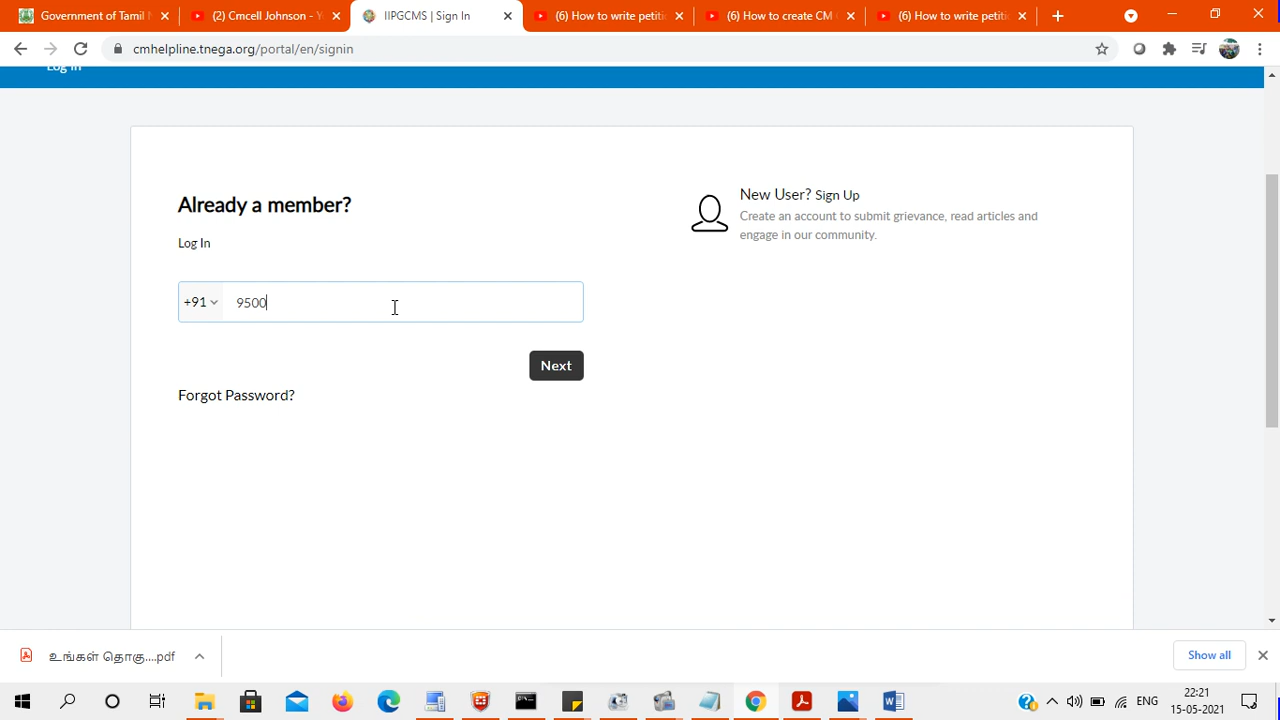 Government of Tamil N
(2) Cmcell Johnson - Y
IIPGCMS | Sign In
(6) How to write petiti
(6) How to create CM
(6) How to write petiti
cmhelpline.tnega.org/portal/en/signin
Log In
Already a member?
Log In
+91 9500
Next
Forgot Password?
New User? Sign Up
Create an account to submit grievance, read articles and
engage in our community.
உங்கள் தொகு....pdf
Show all
ENG
22:21
15-05-2021